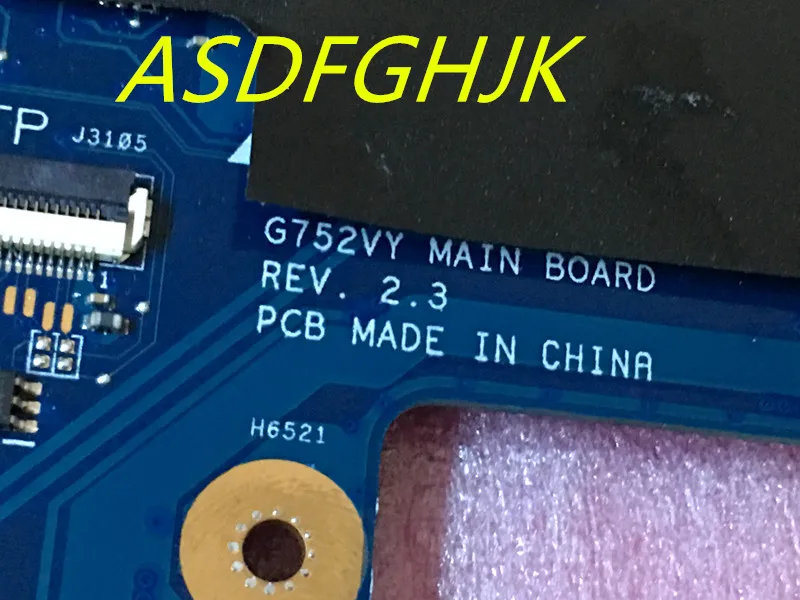 ASDFGHJK
TP J3105
G752VY MAIN BOARD
REV. 2.3
1
PCB MADE IN CHINA
H6521